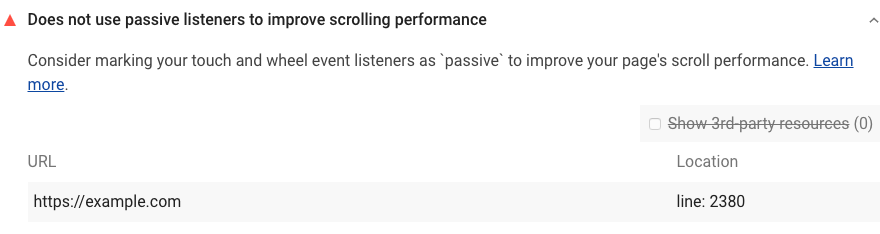 Does not use passive listeners to improve scrolling performance
Consider marking your touch and wheel event listeners as `passive` to improve your page's scroll performance. Learn
more.
Show 3rd-party resources (0)
URL Location
https://example.com line: 2380